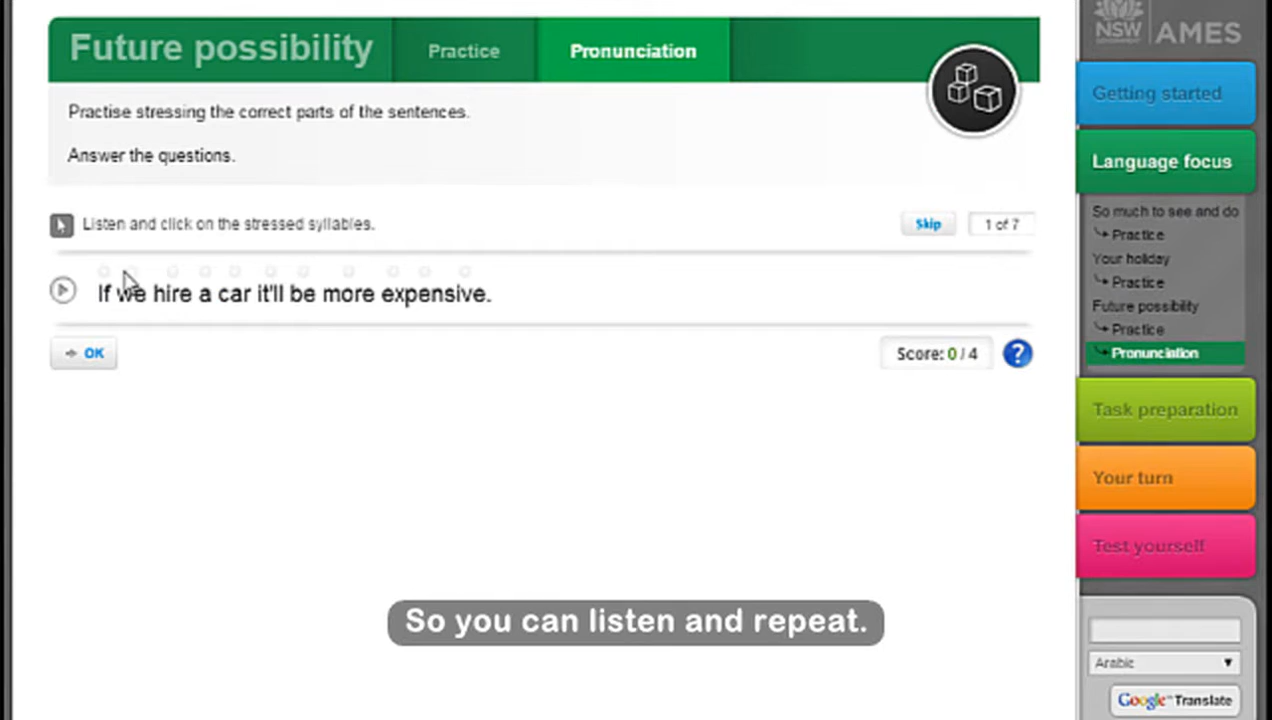 Future possibility
Practice
Pronunciation
Practise stressing the correct parts of the sentences.
Answer the questions.
Listen and click on the stressed syllables.
Skip
1 of 7
If we hire a car it'll be more expensive.
OK
Score: 0 / 4
?
So you can listen and repeat.
NSW
AMES
Getting started
Language focus
So much to see and do
Practice
Your holiday
Practice
Future possibility
Practice
Pronunciation
Task preparation
Your turn
Test yourself
Arabic
Google Translate